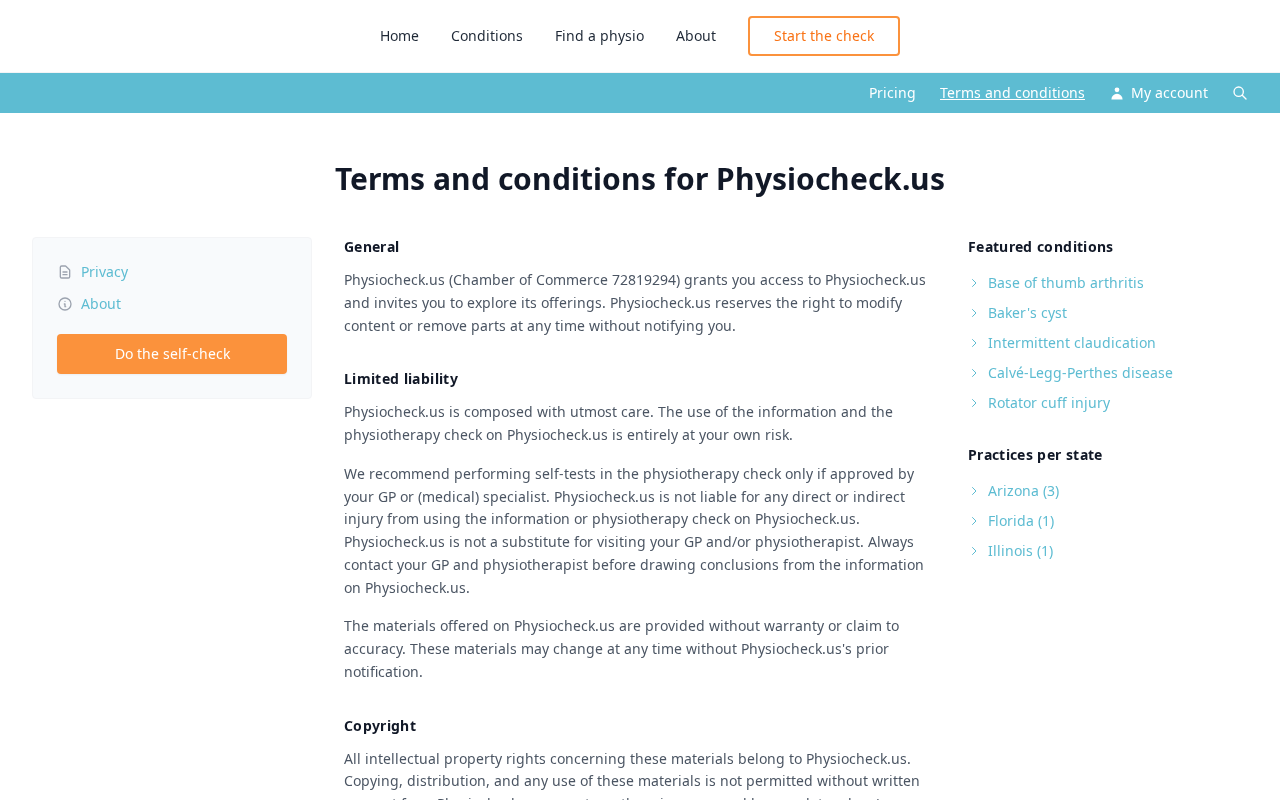 Home
Conditions
Find a physio
About
Start the check
Pricing
Terms and conditions
My account
Terms and conditions for Physiocheck.us
Privacy
About
Do the self-check
General
Physiocheck.us (Chamber of Commerce 72819294) grants you access to Physiocheck.us
and invites you to explore its offerings. Physiocheck.us reserves the right to modify
content or remove parts at any time without notifying you.
Limited liability
Physiocheck.us is composed with utmost care. The use of the information and the
physiotherapy check on Physiocheck.us is entirely at your own risk.
We recommend performing self-tests in the physiotherapy check only if approved by
your GP or (medical) specialist. Physiocheck.us is not liable for any direct or indirect
injury from using the information or physiotherapy check on Physiocheck.us.
Physiocheck.us is not a substitute for visiting your GP and/or physiotherapist. Always
contact your GP and physiotherapist before drawing conclusions from the information
on Physiocheck.us.
The materials offered on Physiocheck.us are provided without warranty or claim to
accuracy. These materials may change at any time without Physiocheck.us's prior
notification.
Copyright
All intellectual property rights concerning these materials belong to Physiocheck.us.
Copying, distribution, and any use of these materials is not permitted without written
Featured conditions
Base of thumb arthritis
Baker's cyst
Intermittent claudication
Calvé-Legg-Perthes disease
Rotator cuff injury
Practices per state
Arizona (3)
Florida (1)
Illinois (1)